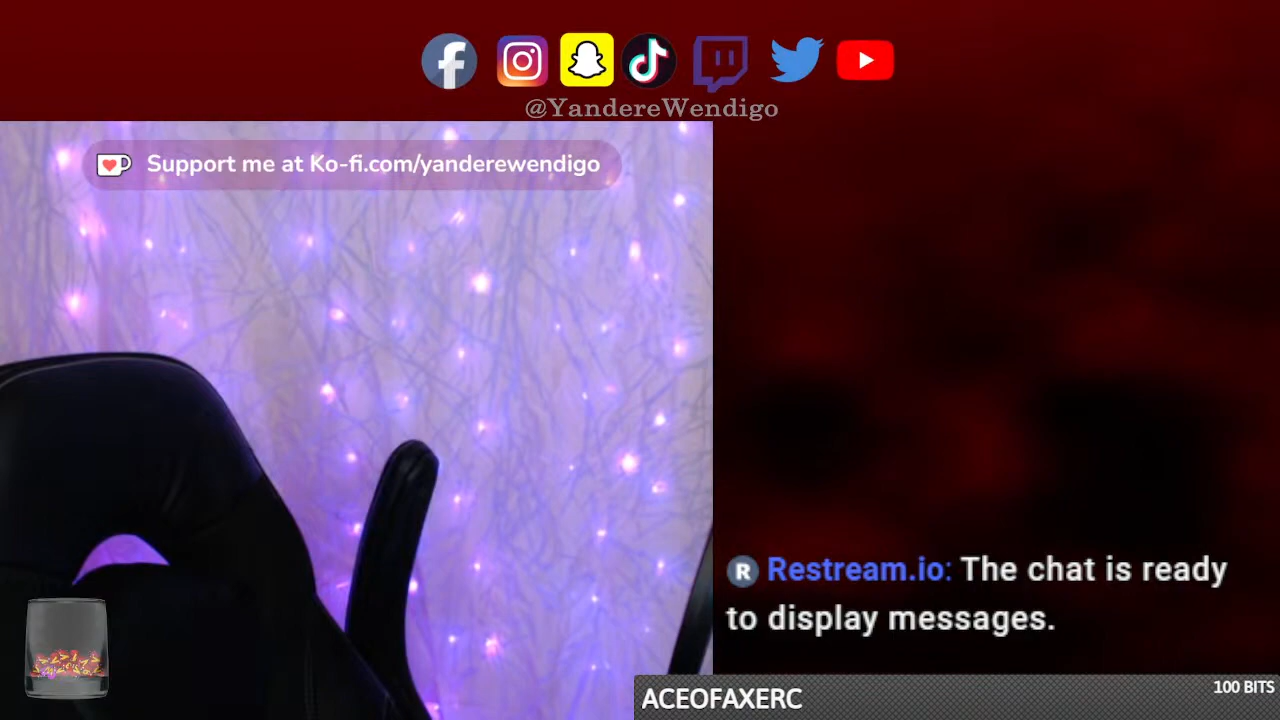 @YandereWendigo
Support me at Ko-fi.com/yanderewendigo
R Restream.io: The chat is ready
to display messages.
ACEOFAXERC
100 BITS